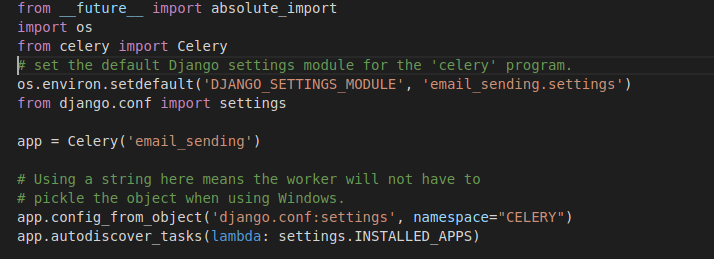 from __future__ import absolute_import
import os
from celery import Celery
# set the default Django settings module for the 'celery' program.
os.environ.setdefault('DJANGO_SETTINGS_MODULE', 'email_sending.settings')
from django.conf import settings
app = Celery('email_sending')
# Using a string here means the worker will not have to
# pickle the object when using Windows.
app.config_from_object('django.conf:settings', namespace="CELERY")
app.autodiscover_tasks(lambda: settings.INSTALLED_APPS)